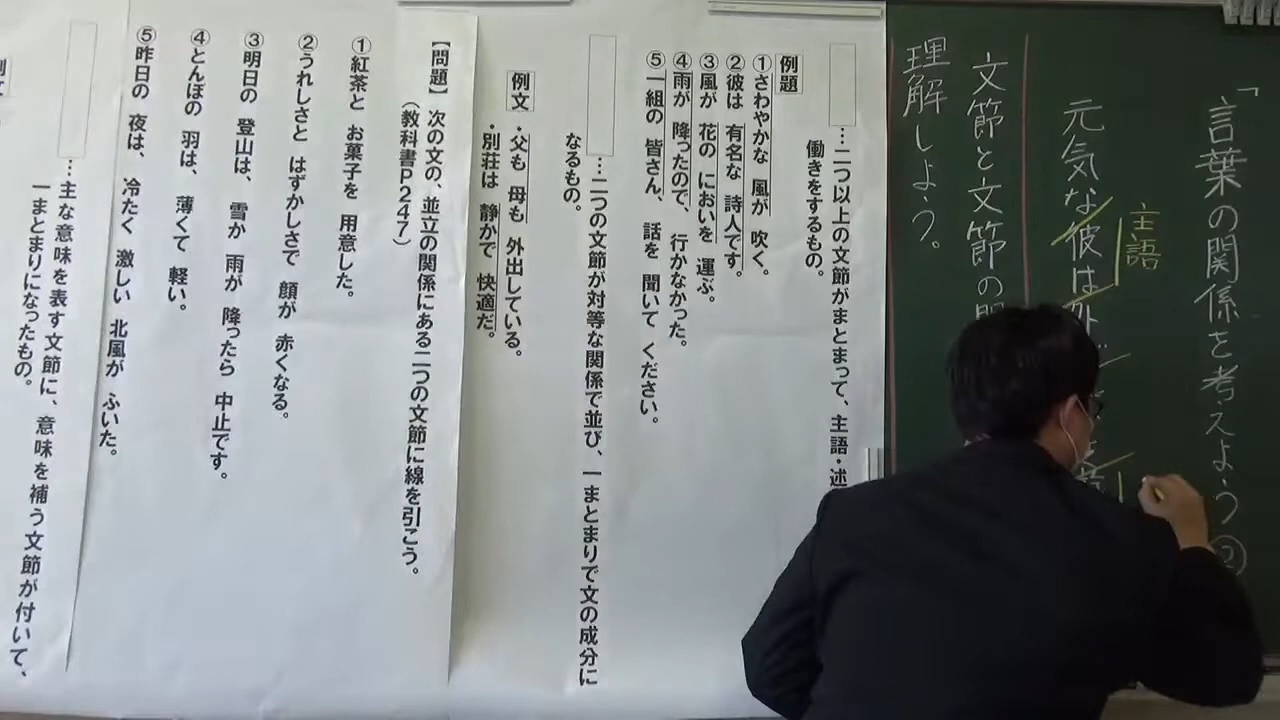 「言葉の関係を考えよう②
主語
元気な彼は
文節と文節の
理解しよう。
…二つ以上の文節がまとまって、主語・述
働きをするもの。
例題
①さわやかな　風が　吹く。
②彼は　有名な　詩人です。
③風が　花の　においを　運ぶ。
④雨が　降ったので、　行かなかった。
⑤一組の　皆さん、　話を　聞いて　ください。
…二つの文節が対等な関係で並び、一まとまりで文の成分に
なるもの。
例文　・父も　母も　外出している。
・別荘は　静かで　快適だ。
【問題】　次の文の、並立の関係にある二つの文節に線を引こう。
（教科書P２４７）
①紅茶と　お菓子を　用意した。
②うれしさと　はずかしさで　顔が　赤くなる。
③明日の　登山は、　雪か　雨が　降ったら　中止です。
④とんぼの　羽は、　薄くて　軽い。
⑤昨日の　夜は、　冷たく　激しい　北風が　ふいた。
…主な意味を表す文節に、意味を補う文節が付いて、
一まとまりになったもの。